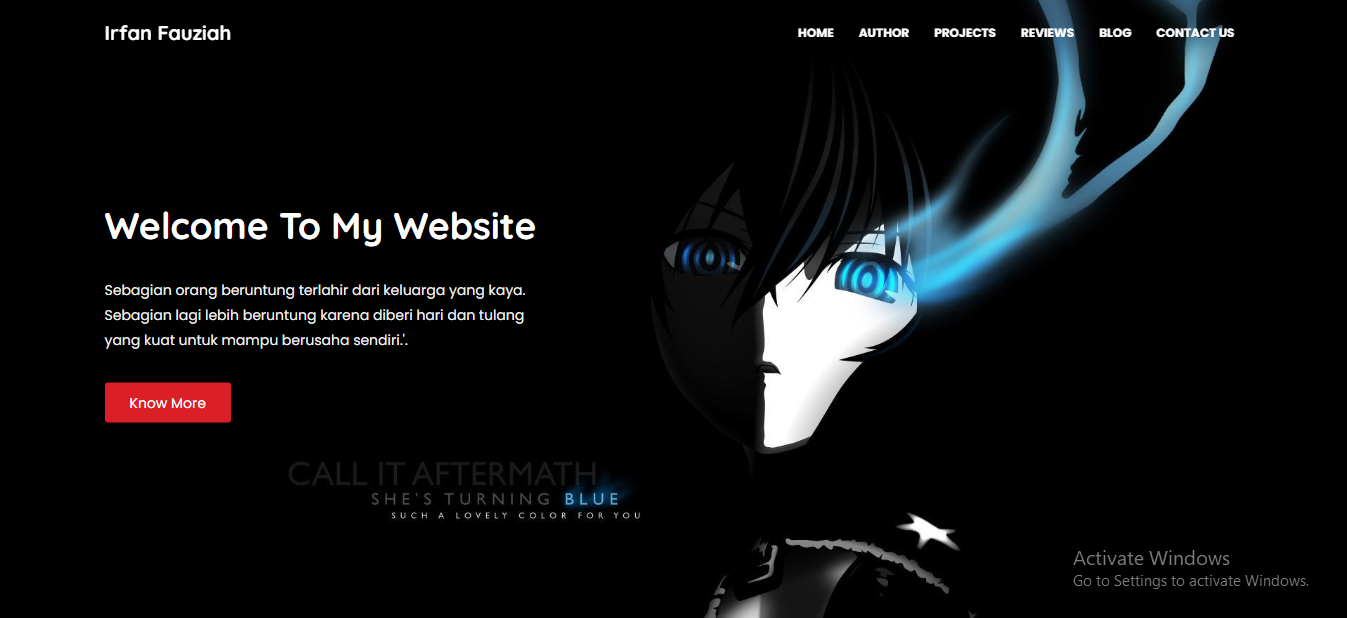 Irfan Fauziah
HOME AUTHOR PROJECTS REVIEWS BLOG CONTACT US
Welcome To My Website
Sebagian orang beruntung terlahir dari keluarga yang kaya.
Sebagian lagi lebih beruntung karena diberi hari dan tulang
yang kuat untuk mampu berusaha sendiri.'.
Know More
CALL IT AFTERMATH
SHE'S TURNING BLUE
SUCH A LOVELY COLOR FOR YOU
Activate Windows
Go to Settings to activate Windows.